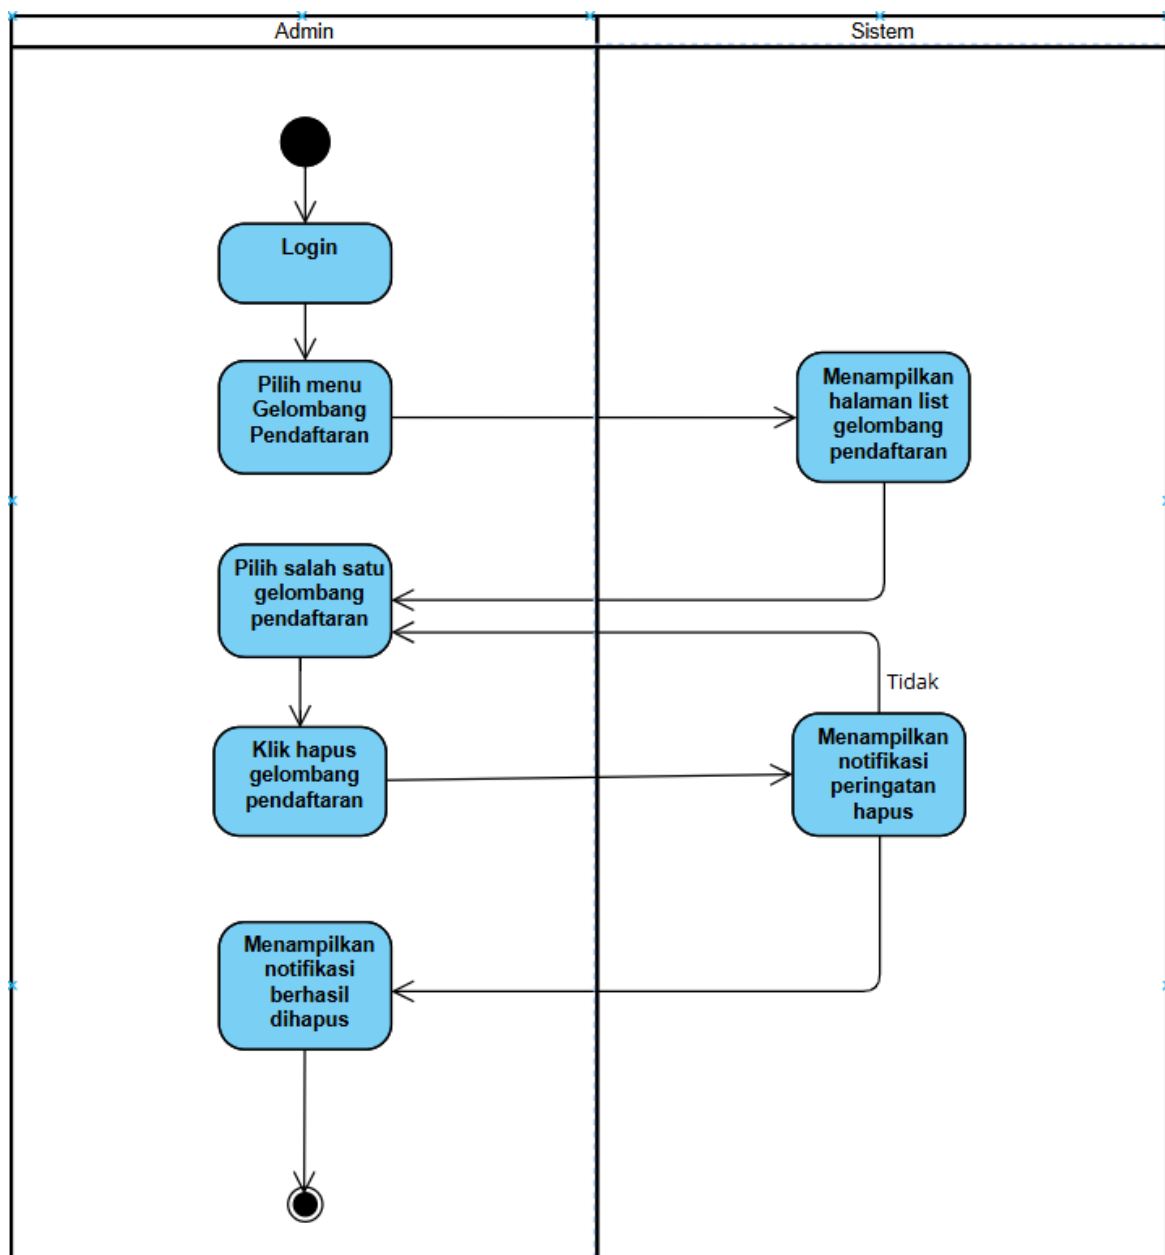 Admin
Sistem
Login
Pilih menu
Gelombang
Pendaftaran
Menampilkan
halaman list
gelombang
pendaftaran
Pilih salah satu
gelombang
pendaftaran
Tidak
Klik hapus
gelombang
pendaftaran
Menampilkan
notifikasi
peringatan
hapus
Menampilkan
notifikasi
berhasil
dihapus